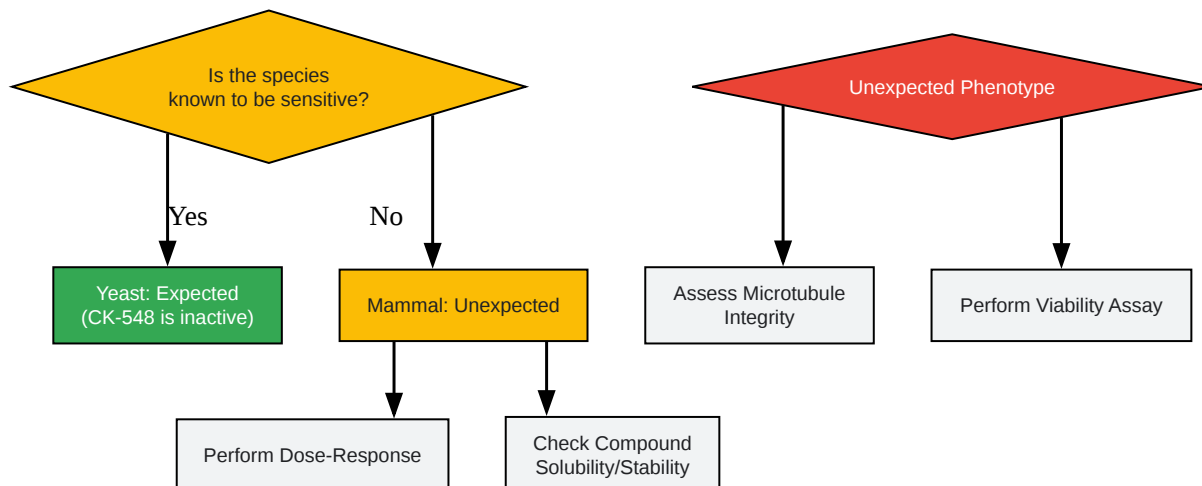 Is the species
known to be sensitive?
Unexpected Phenotype
Yes
No
Yeast: Expected
(CK-548 is inactive)
Mammal: Unexpected
Assess Microtubule
Integrity
Perform Viability Assay
Perform Dose-Response
Check Compound
Solubility/Stability